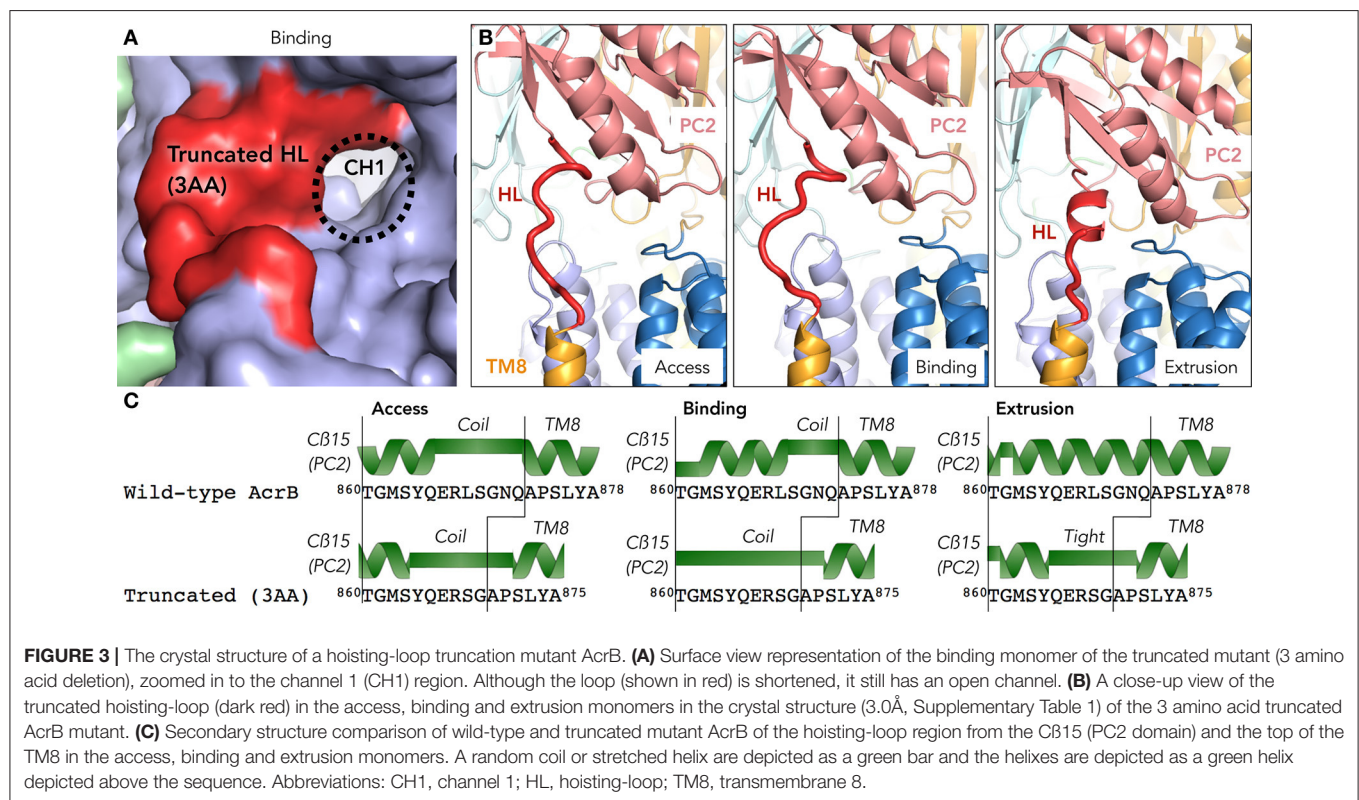 A
Binding
Truncated HL
(3AA)
CH1
B
PC2
HL
TM8
Access
PC2
HL
Binding
PC2
HL
Extrusion
C
Access
Coil
TM8
Cβ15
(PC2)
Wild-type AcrB
860TGMSYQERLSGNQAPSLYA878
Cβ15
(PC2)
Coil
TM8
Truncated (3AA)
860TGMSYQERSGAPSLYA875
Binding
Coil
TM8
Cβ15
(PC2)
860TGMSYQERLSGNQAPSLYA878
Cβ15
(PC2)
Coil
TM8
860TGMSYQERSGAPSLYA875
Extrusion
TM8
Cβ15
(PC2)
860TGMSYQERLSGNQAPSLYA878
Cβ15
(PC2)
Tight
TM8
860TGMSYQERSGAPSLYA875
FIGURE 3 | The crystal structure of a hoisting-loop truncation mutant AcrB. (A) Surface view representation of the binding monomer of the truncated mutant (3 amino
acid deletion), zoomed in to the channel 1 (CH1) region. Although the loop (shown in red) is shortened, it still has an open channel. (B) A close-up view of the
truncated hoisting-loop (dark red) in the access, binding and extrusion monomers in the crystal structure (3.0Å, Supplementary Table 1) of the 3 amino acid truncated
AcrB mutant. (C) Secondary structure comparison of wild-type and truncated mutant AcrB of the hoisting-loop region from the Cß15 (PC2 domain) and the top of the
TM8 in the access, binding and extrusion monomers. A random coil or stretched helix are depicted as a green bar and the helixes are depicted as a green helix
depicted above the sequence. Abbreviations: CH1, channel 1; HL, hoisting-loop; TM8, transmembrane 8.